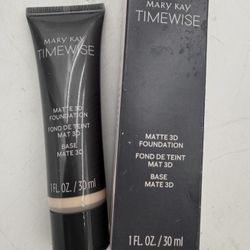 MARY KAY
TIMEWISE
MATTE 3D
FOUNDATION
FOND DE TEINT
MAT 3D
BASE
MATE 3D
1 FL. OZ. / 30 ml
MARY KAY
TIMEWISE
MATTE 3D
FOUNDATION
FOND DE TEINT
MAT 3D
BASE
MATE 3D
1 FL. OZ. / 30 ml